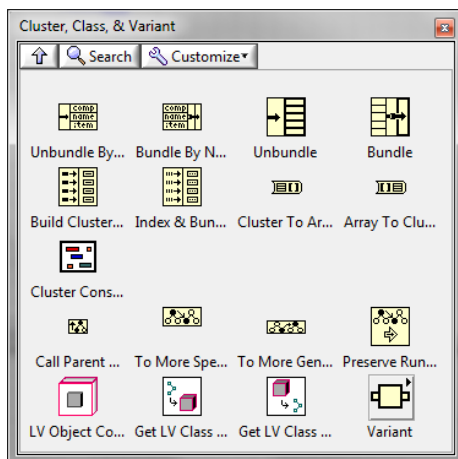 Cluster, Class, & Variant
Search Customize
comp name item comp name item
Unbundle By... Bundle By N... Unbundle Bundle
Build Cluster... Index & Bun... Cluster To Ar... Array To Clu...
Cluster Cons...
Call Parent ... To More Spe... To More Gen... Preserve Run...
LV Object Co... Get LV Class ... Get LV Class ... Variant